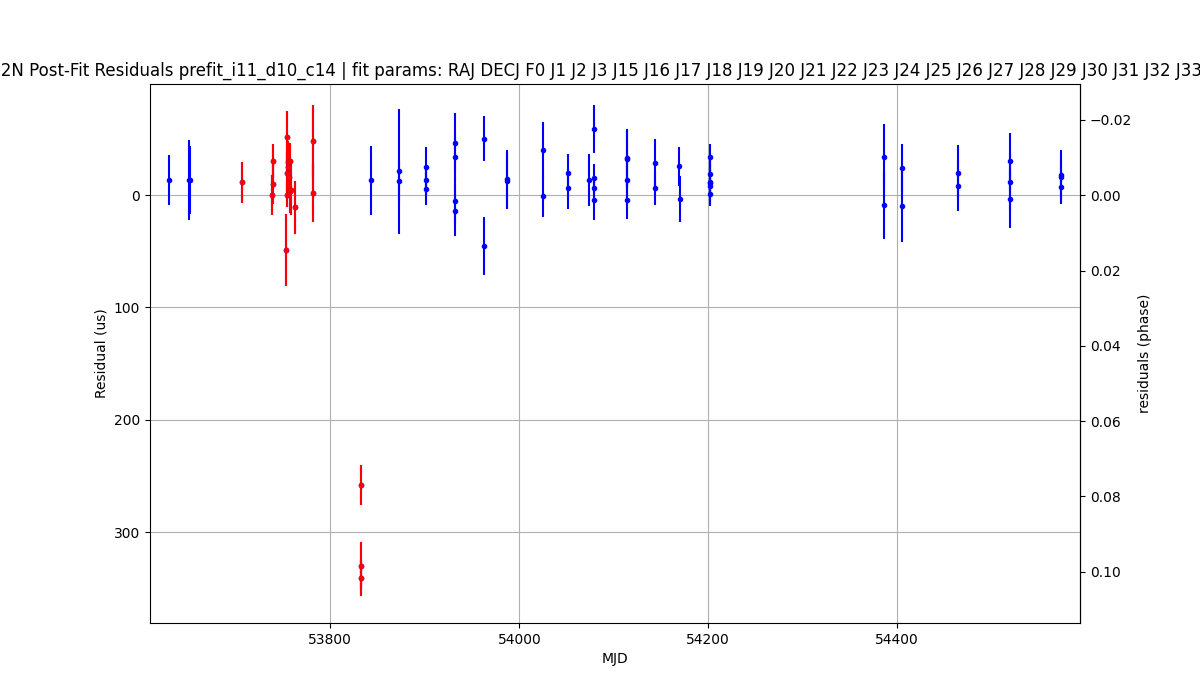 2N Post-Fit Residuals prefit_i11_d10_c14 | fit params: RAJ DECJ F0 J1 J2 J3 J15 J16 J17 J18 J19 J20 J21 J22 J23 J24 J25 J26 J27 J28 J29 J30 J31 J32 J33
−0.02
0 0.00
0.02
100
0.04
200
0.06
0.08
300
0.10
Residual (us)
residuals (phase)
53800 54000 54200 54400
MJD